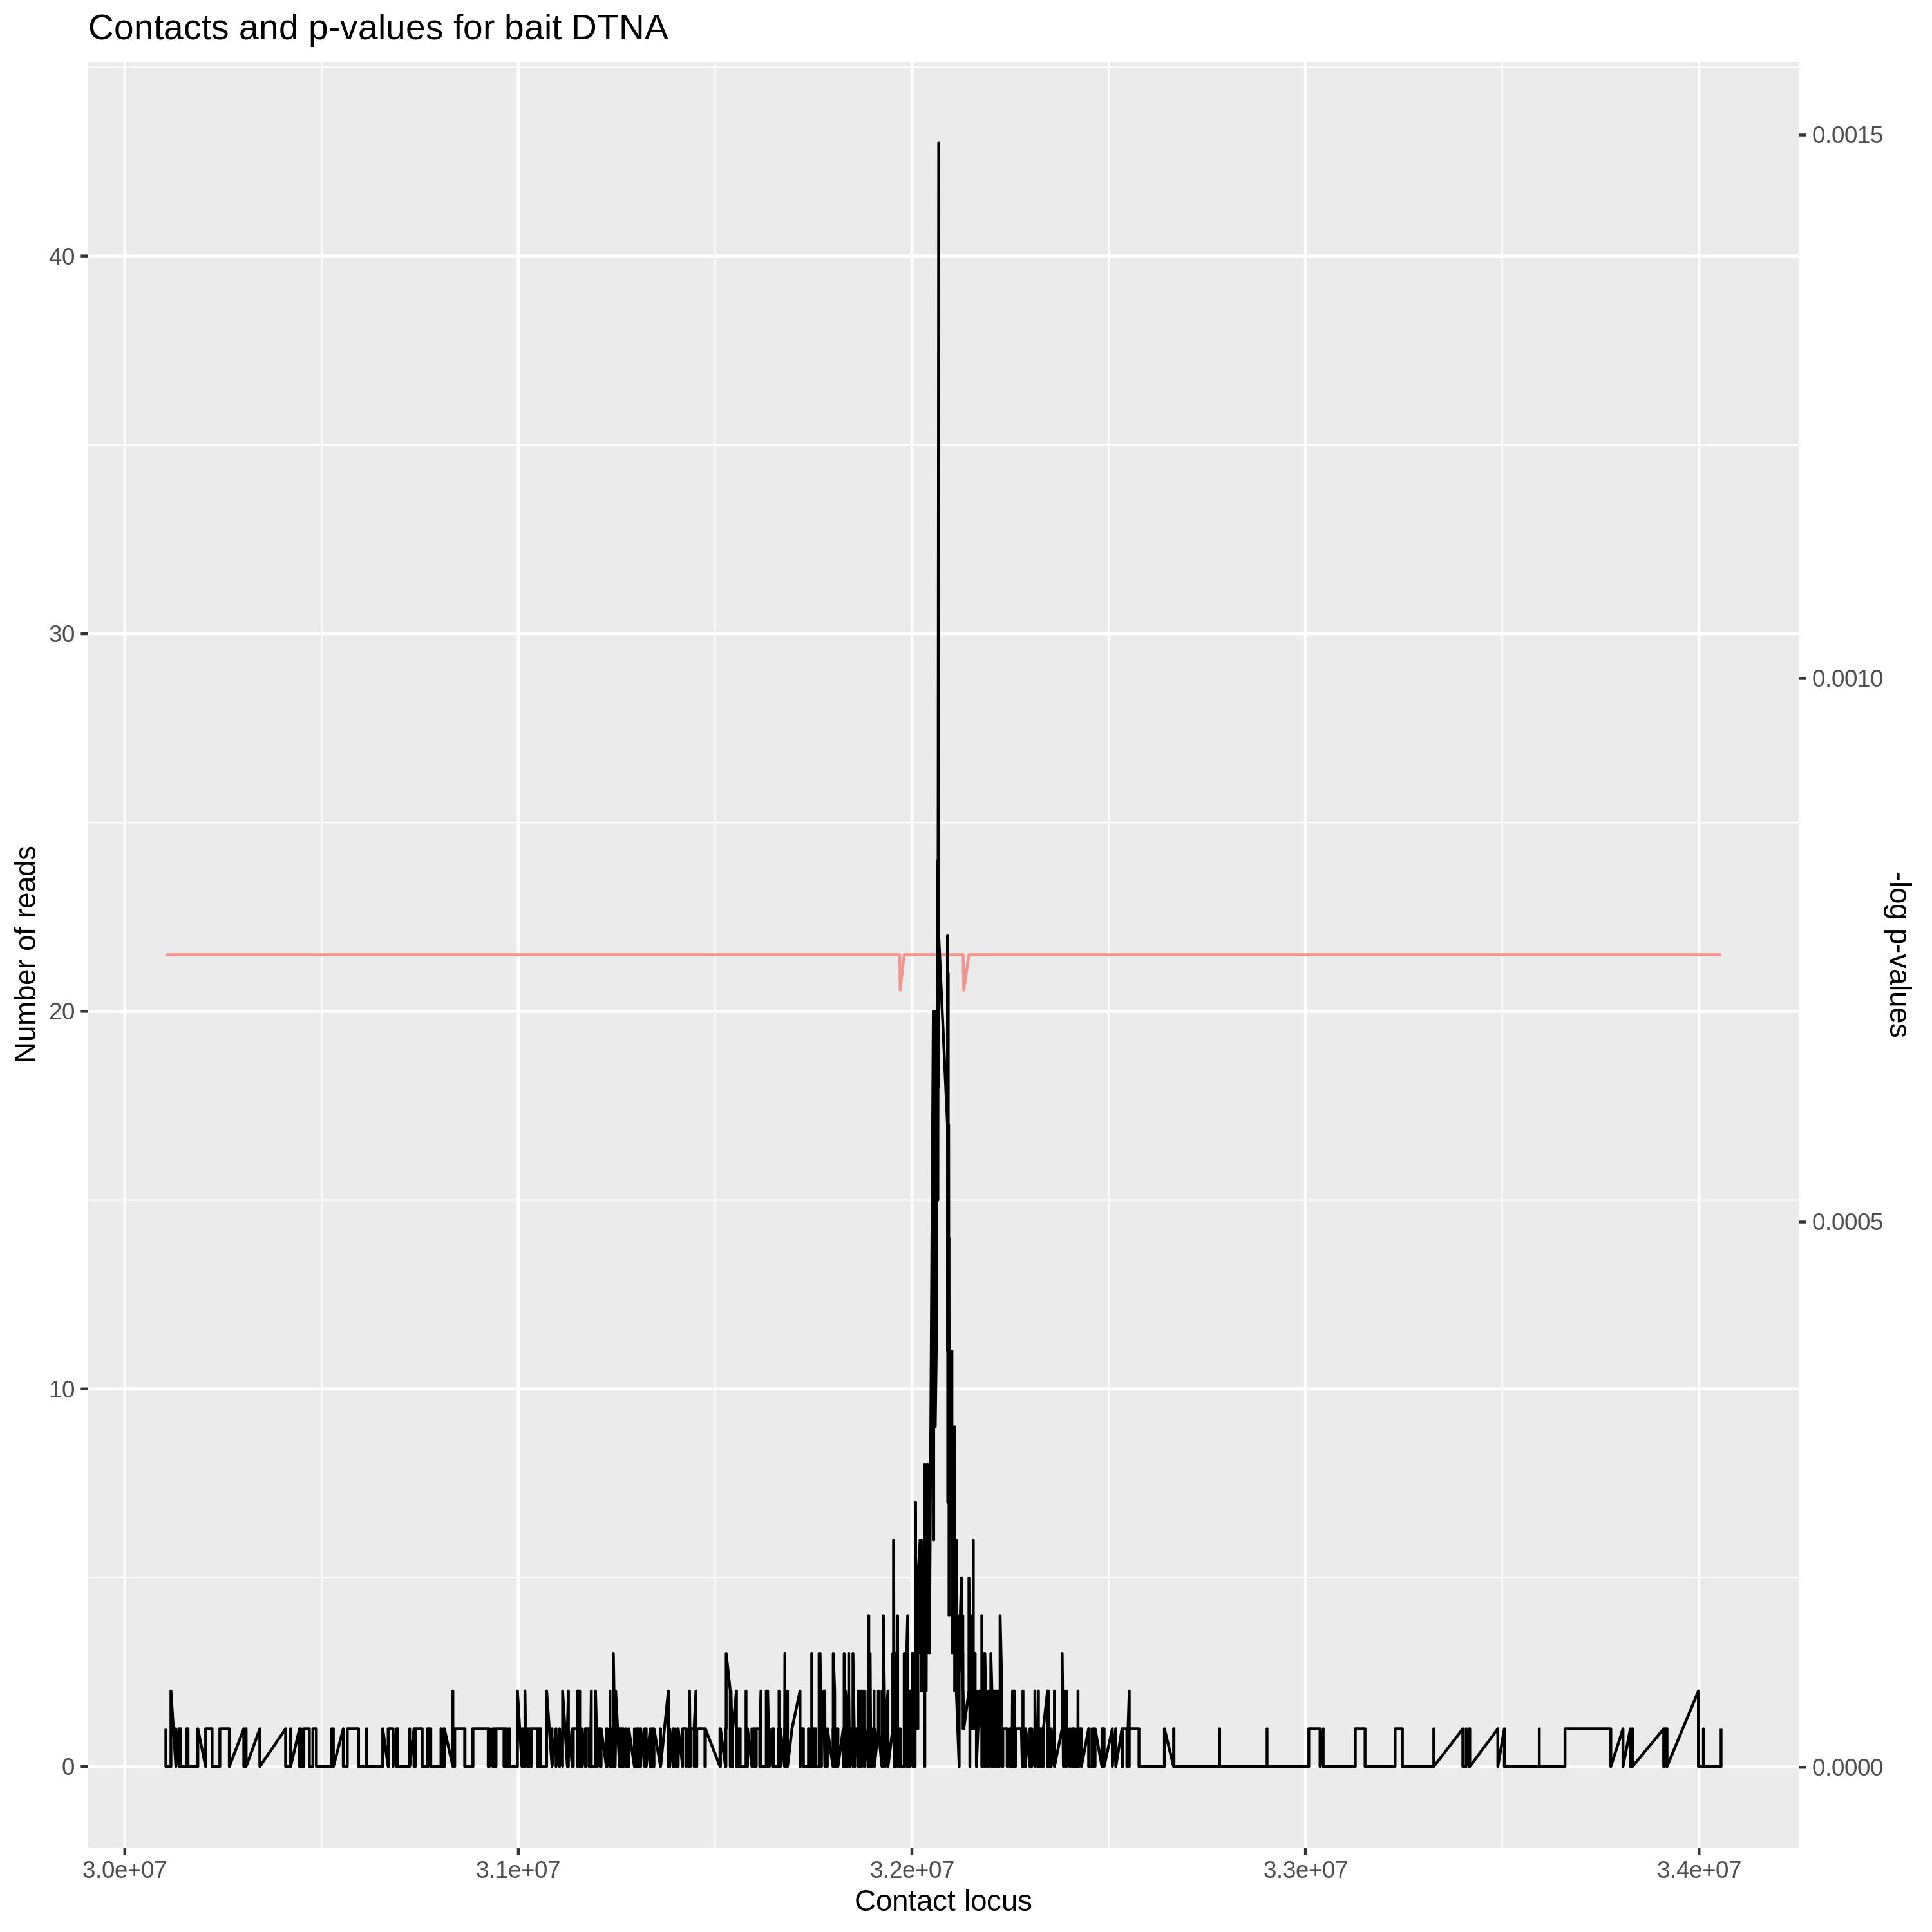 Contacts and p-values for bait DTNA
40
30
20
10
0
Number of reads
0.0015
0.0010
0.0005
0.0000
-log p-values
3.0e+07
3.1e+07
3.2e+07
3.3e+07
3.4e+07
Contact locus